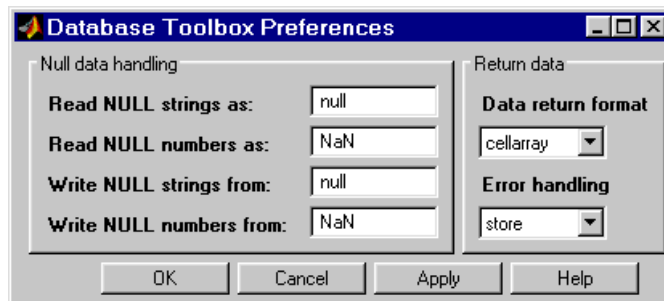 Database Toolbox Preferences
Null data handling
Read NULL strings as: null
Read NULL numbers as: NaN
Write NULL strings from: null
Write NULL numbers from: NaN
Return data
Data return format
cellarray
Error handling
store
OK Cancel Apply Help